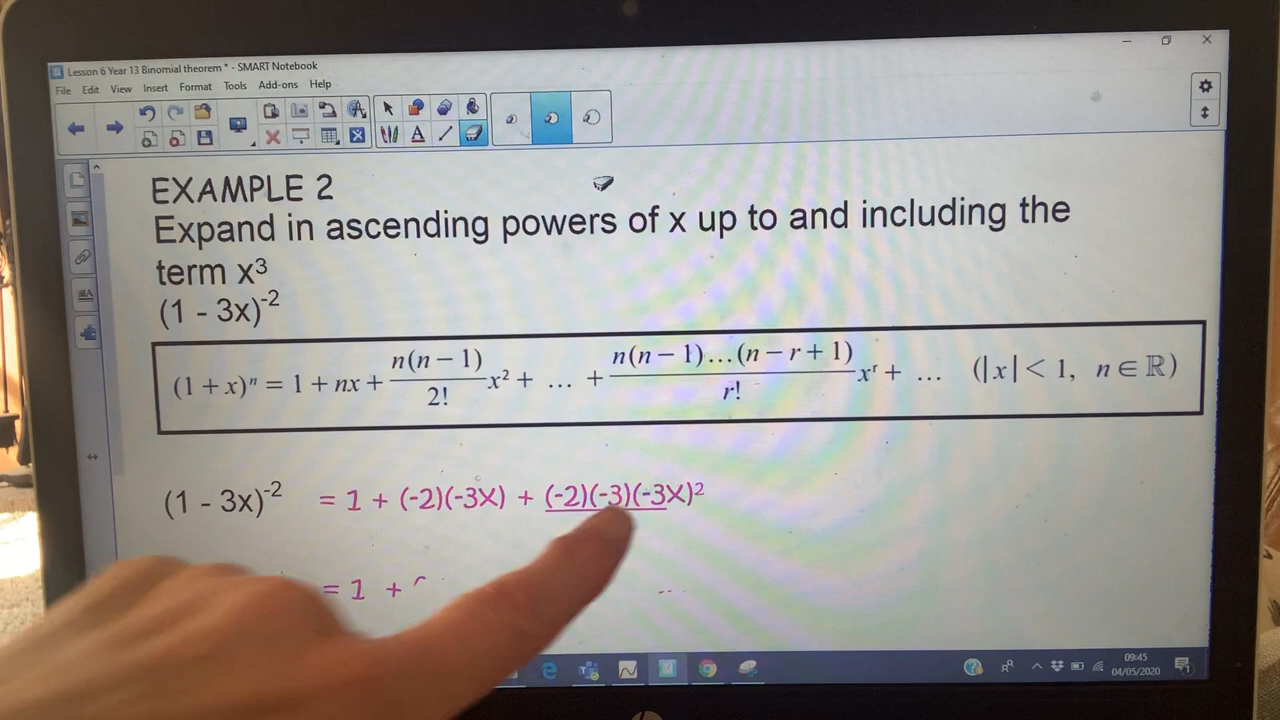 Lesson 6 Year 13 Binomial theorem * - SMART Notebook
File Edit View Insert Format Tools Add-ons Help
EXAMPLE 2
Expand in ascending powers of x up to and including the
term x³
(1 - 3x)⁻²
(1 + x)ⁿ = 1 + nx + n(n − 1)/2! x² + … + n(n − 1)…(n − r + 1)/r! xʳ + … (|x| < 1, n ∈ ℝ)
(1 - 3x)⁻² = 1 + (-2)(-3x) + (-2)(-3)(-3x)²
= 1 +
09:45
04/05/2020